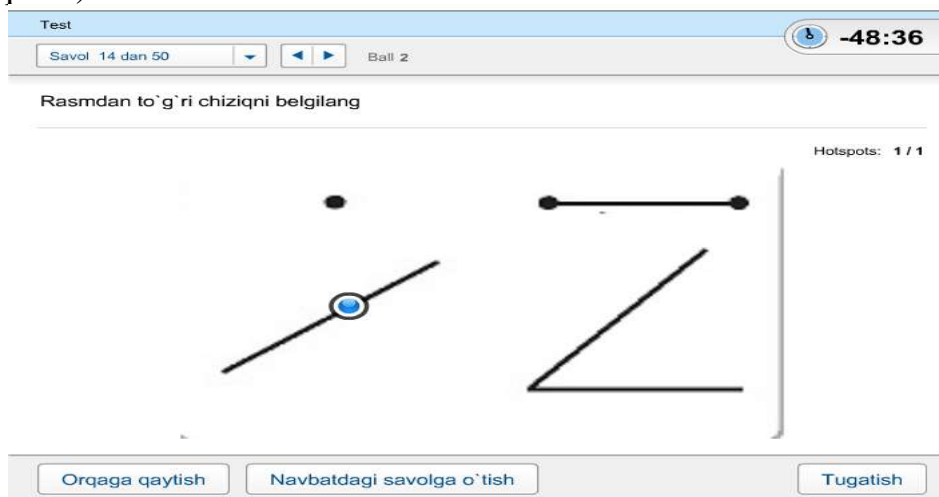 Test
-48:36
Savol 14 dan 50
Ball 2
Rasmdan to`g`ri chiziqni belgilang
Hotspots: 1 / 1
Orqaga qaytish
Navbatdagi savolga o`tish
Tugatish